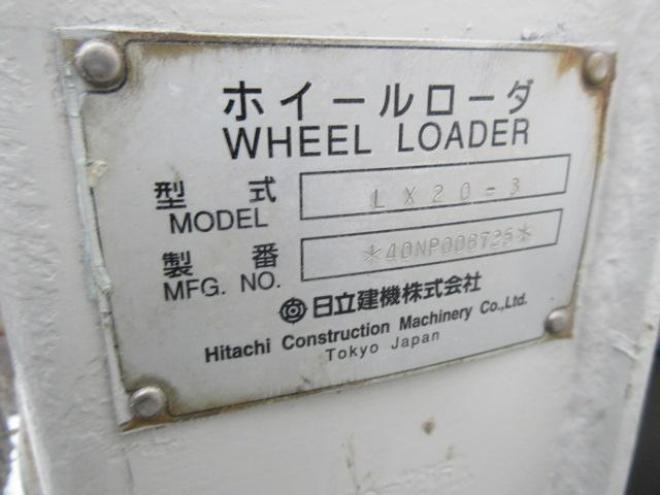 ホイールローダ
WHEEL LOADER
型 式
MODEL
LX20-3
製 番
MFG. NO.
*40NP008725*
日立建機株式会社
Hitachi Construction Machinery Co.,Ltd.
Tokyo Japan